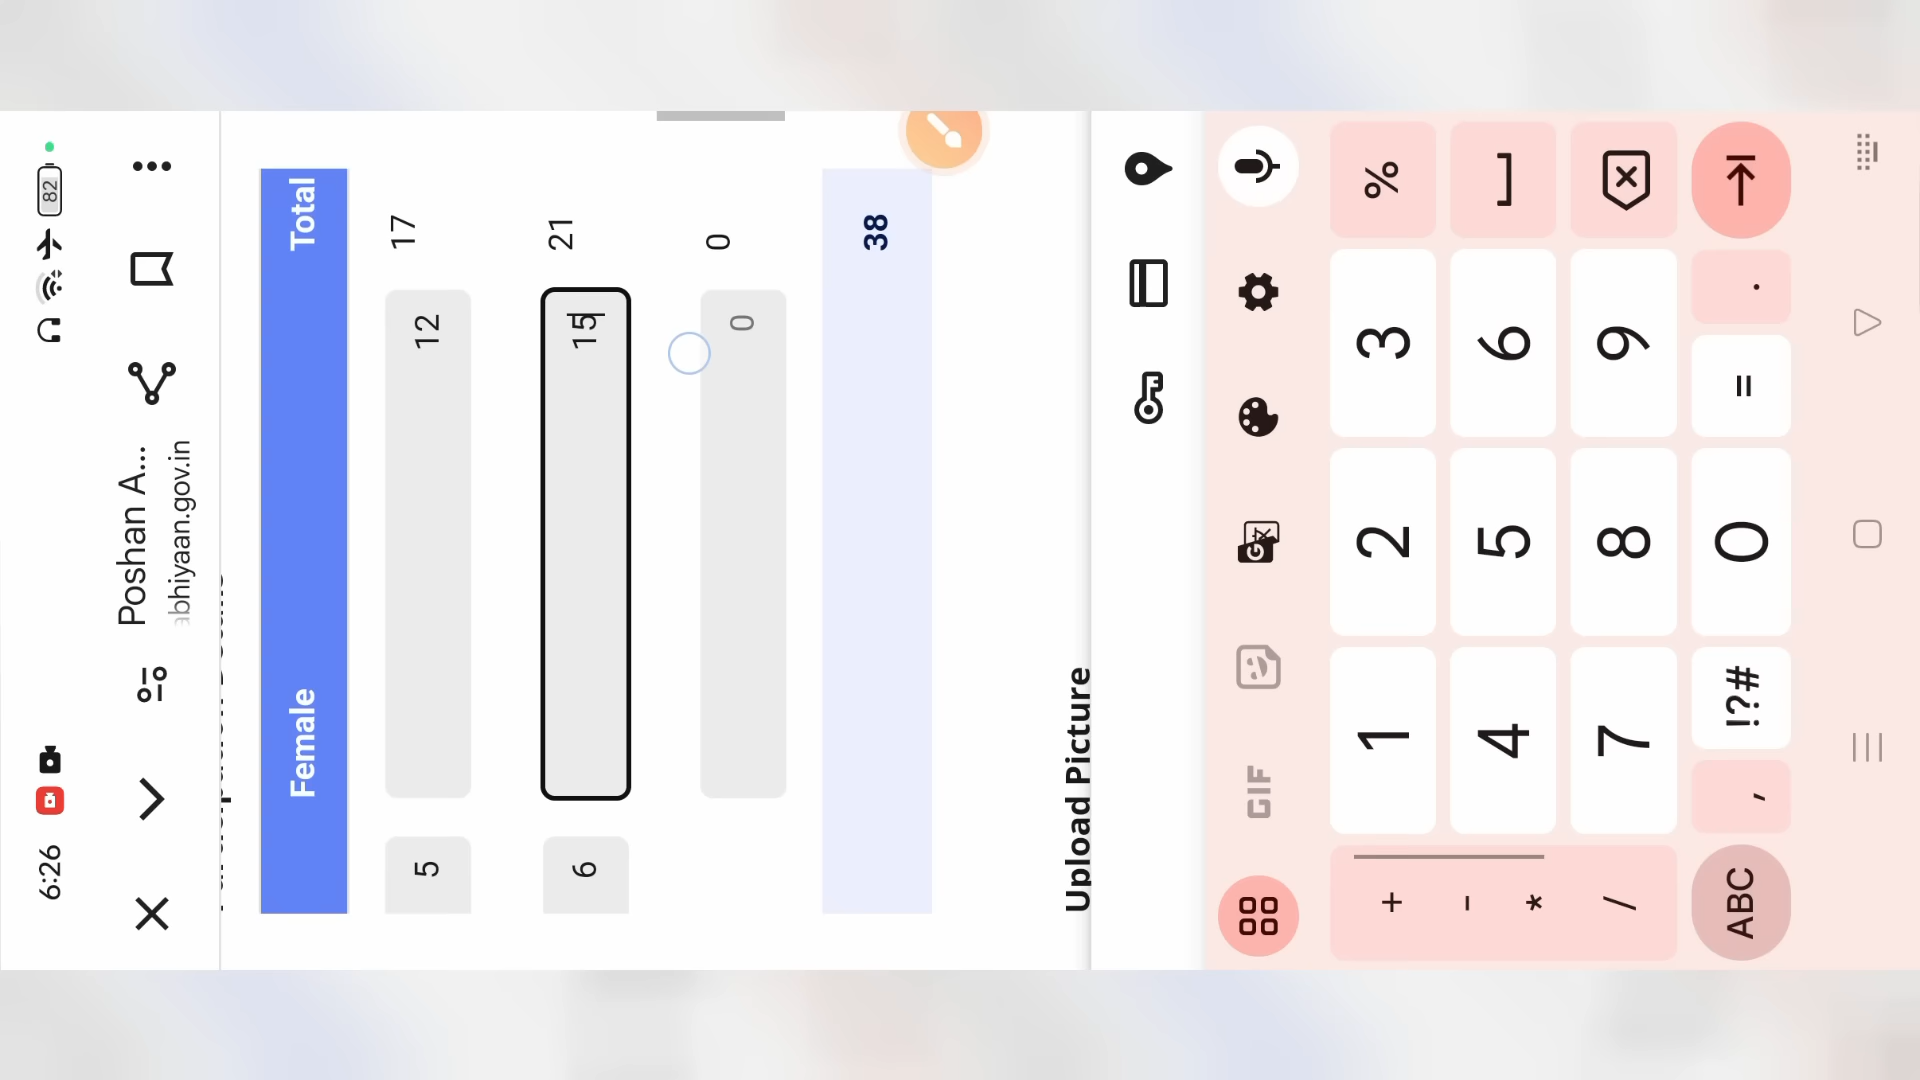 6:26
82
Poshan A...
abhiyaan.gov.in
Female Total
5 12 17
6 15 21
0 0
38
Upload Picture
GIF
+ 1 2 3 %
- 
* 4 5 6
/ 7 8 9
ABC , !?# 0 = .